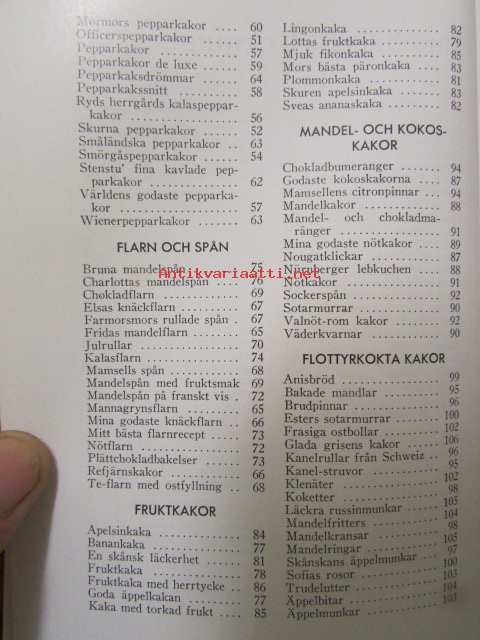 Mormors pepparkakor .... 60
Officerspepparkakor ...... 51
Pepparkakor ............ 57
Pepparkakor de luxe ...... 59
Pepparkaksdrömmar ...... 64
Pepparkakssnitt .......... 58
Ryds herrgårds kalaspeppar-
kakor ................ 56
Skurna pepparkakor ...... 52
Småländska pepparkakor .. 63
Smörgåspepparkakor ...... 54
Stenstu' fina kavlade pep-
parkakor .............. 62
Världens godaste pepparka-
kor .................. 57
Wienerpepparkakor ...... 63
FLARN OCH SPÅN
Bruna mandelspån ........ 75
Charlottas mandelspån .... 76
Chokladflarn ............ 69
Elsas knäckflarn .......... 67
Farmorsmors rullade spån . 67
Fridas mandelflarn ........ 65
Julrullar ................ 70
Kalasflarn .............. 74
Mamsells spån .......... 68
Mandelspån med fruktsmak 69
Mandelspån på franskt vis . 72
Mannagrynsflarn ........ 65
Mina godaste knäckflarn .. 66
Mitt bästa flarnrecept .... 73
Nötflarn ................ 72
Plättchokladbakelser ...... 73
Refjärnskakor ............ 66
Te-flarn med ostfyllning .. 68
FRUKTKAKOR
Apelsinkaka ............ 84
Banankaka .............. 77
En skånsk läckerhet ...... 81
Fruktkaka .............. 78
Fruktkaka med herrtycke .. 86
Goda äppelkakan ........ 77
Kaka med torkad frukt .... 85
Lingonkaka ............ 82
Lottas fruktkaka ........ 79
Mjuk fikonkaka ........ 85
Mors bästa päronkaka .... 83
Plommonkaka .......... 81
Skuren apelsinkaka ...... 83
Sveas ananaskaka ........ 82
MANDEL- OCH KOKOS-
KAKOR
Chokladbumeranger ...... 94
Godaste kokoskakorna .... 87
Mamsellens citronpinnar .. 94
Mandelkakor ............ 88
Mandel- och chokladma-
ränger ................ 91
Mina godaste nötkakor .... 89
Nougatklickar .......... 87
Nürnberger lebkuchen .... 88
Nötkakor .............. 91
Sockerspån ............ 92
Sotarmurrar ............ 90
Valnöt-rom kakor ........ 92
Väderkvarnar .......... 90
FLOTTYRKOKTA KAKOR
Anisbröd .............. 99
Bakade mandlar ........ 95
Brudpinnar ............ 96
Esters sotarmurrar ...... 100
Frasiga ostbollar ........ 102
Glada grisens kakor ...... 106
Kanelrullar från Schweiz .. 96
Kanel-struvor .......... 95
Klenäter .............. 102
Koketter .............. 98
Läckra russinmunkar .... 105
Mandelfritters .......... 104
Mandelkransar .......... 98
Mandelringar .......... 105
Skånskans äppelmunkar .. 97
Sofias rosor ............ 100
Trudelutter ............ 104
Äppelbitar ............ 103
Äppelmunkar .......... 103
Antikvariaatti.net